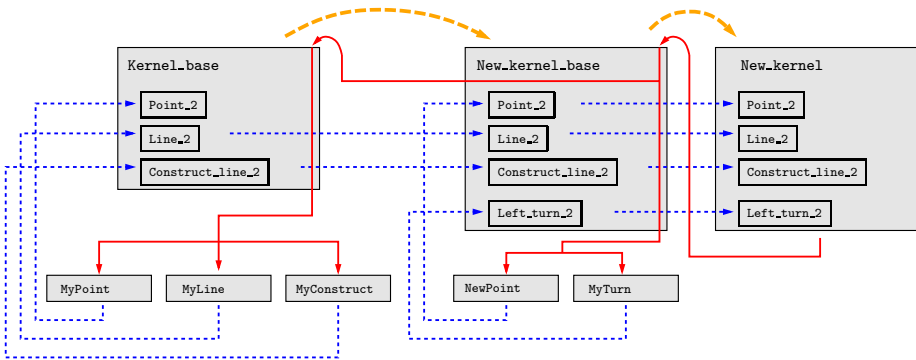 Kernel_base
Point_2
Line_2
Construct_line_2
MyPoint
MyLine
MyConstruct
New_kernel_base
Point_2
Line_2
Construct_line_2
Left_turn_2
NewPoint
MyTurn
New_kernel
Point_2
Line_2
Construct_line_2
Left_turn_2